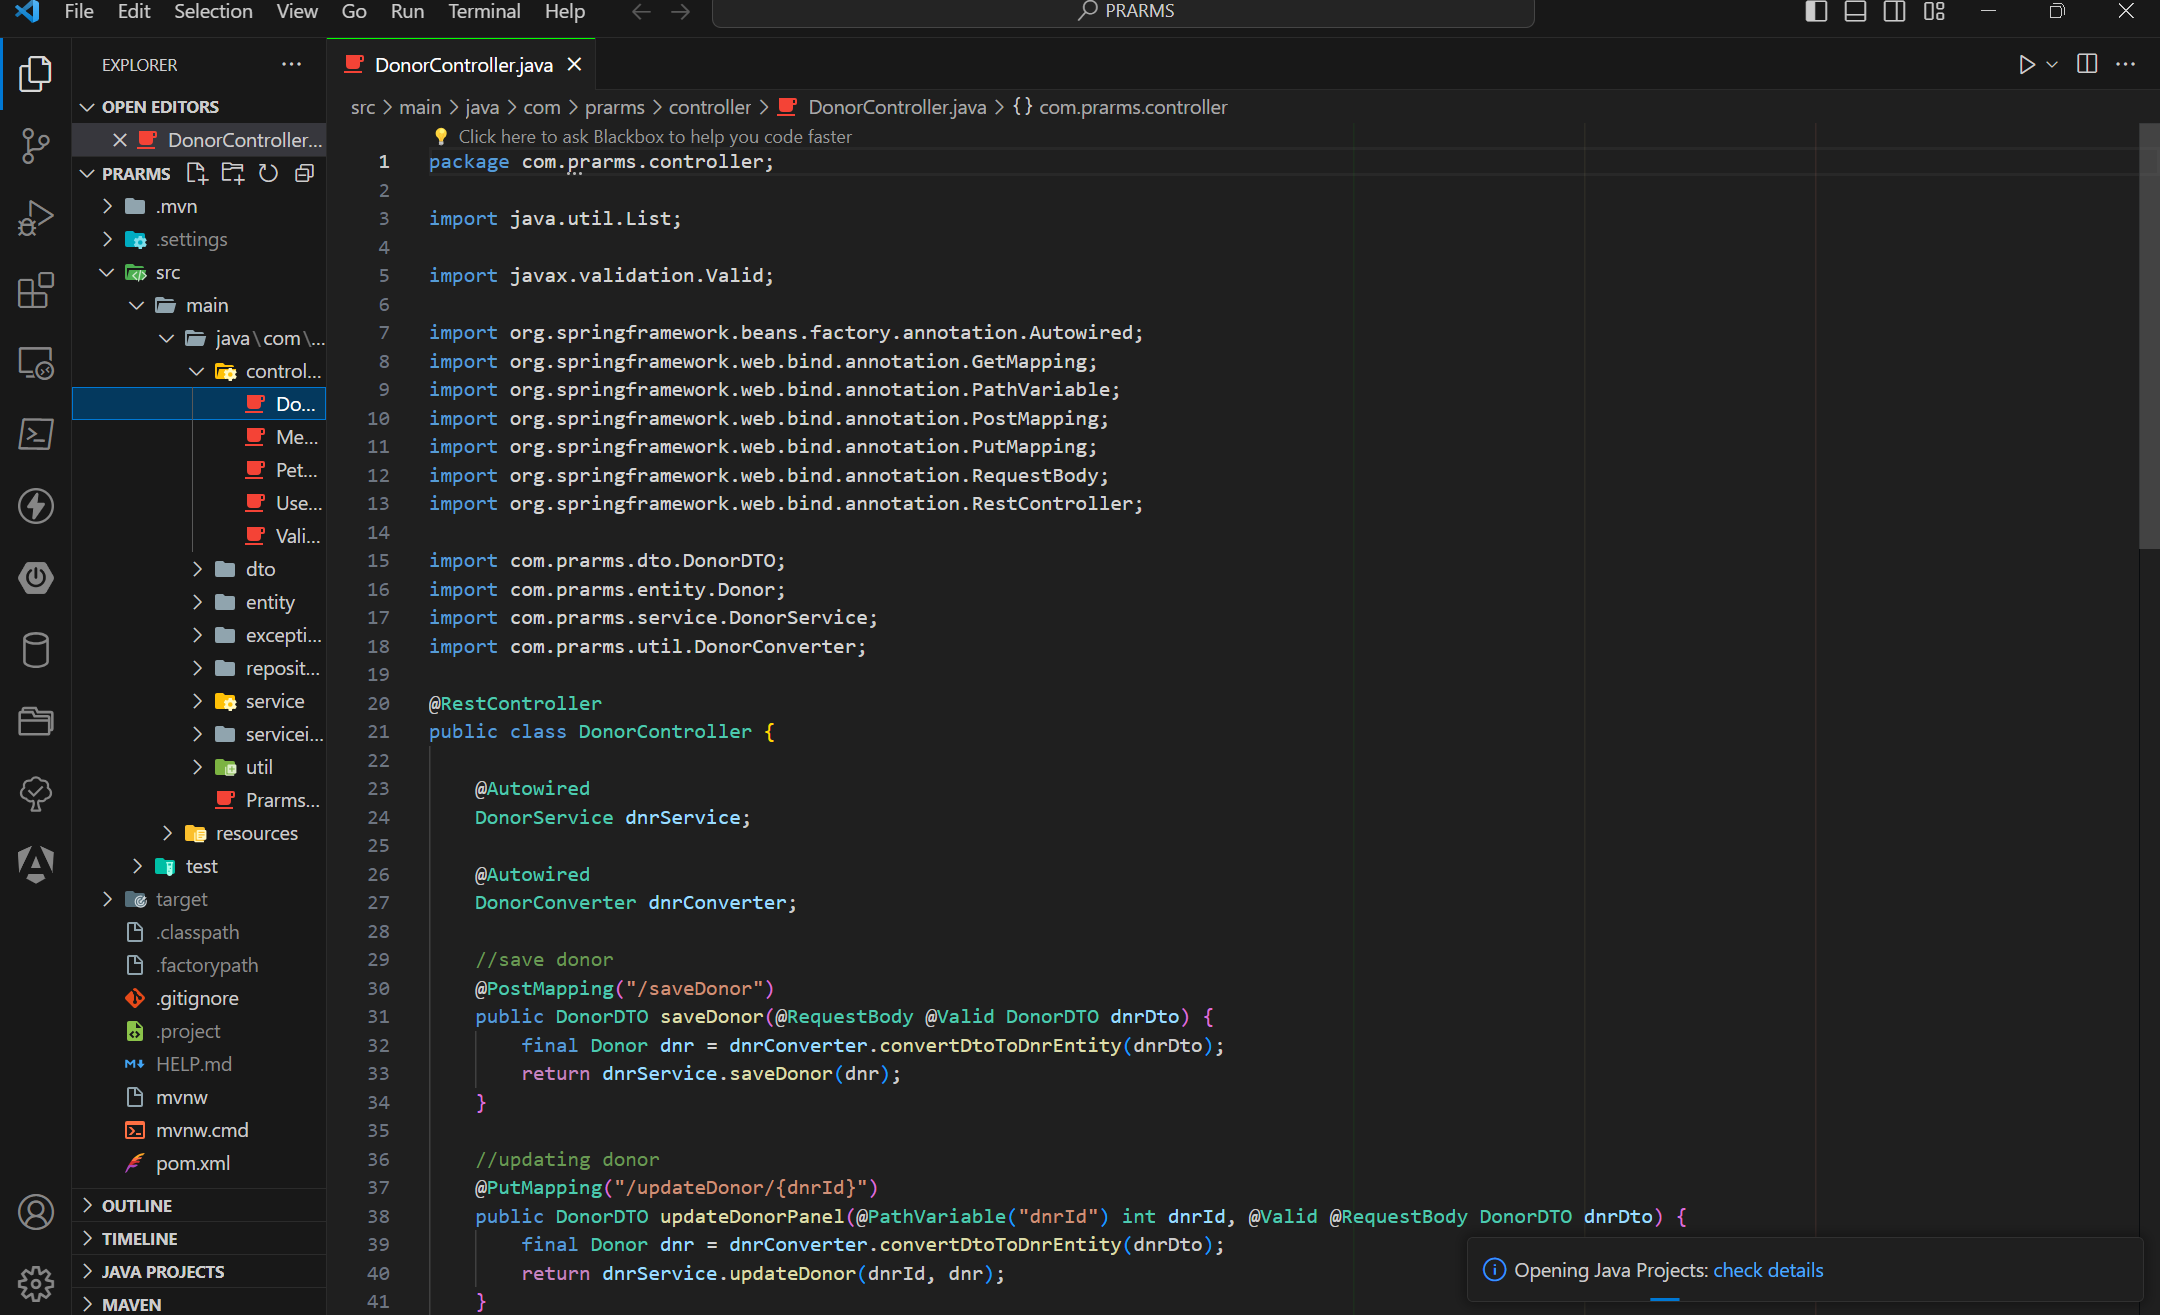 File Edit Selection View Go Run Terminal Help PRARMS
EXPLORER
OPEN EDITORS
DonorController...
PRARMS
.mvn
.settings
src
main
java\com\...
control...
Do...
Me...
Pet...
Use...
Vali...
dto
entity
excepti...
reposit...
service
servicei...
util
Prarms...
resources
test
target
.classpath
.factorypath
.gitignore
.project
HELP.md
mvnw
mvnw.cmd
pom.xml
OUTLINE
TIMELINE
JAVA PROJECTS
MAVEN
DonorController.java
src > main > java > com > prarms > controller > DonorController.java > {} com.prarms.controller
Click here to ask Blackbox to help you code faster
1 package com.prarms.controller;
2
3 import java.util.List;
4
5 import javax.validation.Valid;
6
7 import org.springframework.beans.factory.annotation.Autowired;
8 import org.springframework.web.bind.annotation.GetMapping;
9 import org.springframework.web.bind.annotation.PathVariable;
10 import org.springframework.web.bind.annotation.PostMapping;
11 import org.springframework.web.bind.annotation.PutMapping;
12 import org.springframework.web.bind.annotation.RequestBody;
13 import org.springframework.web.bind.annotation.RestController;
14
15 import com.prarms.dto.DonorDTO;
16 import com.prarms.entity.Donor;
17 import com.prarms.service.DonorService;
18 import com.prarms.util.DonorConverter;
19
20 @RestController
21 public class DonorController {
22
23 @Autowired
24 DonorService dnrService;
25
26 @Autowired
27 DonorConverter dnrConverter;
28
29 //save donor
30 @PostMapping("/saveDonor")
31 public DonorDTO saveDonor(@RequestBody @Valid DonorDTO dnrDto) {
32 final Donor dnr = dnrConverter.convertDtoToDnrEntity(dnrDto);
33 return dnrService.saveDonor(dnr);
34 }
35
36 //updating donor
37 @PutMapping("/updateDonor/{dnrId}")
38 public DonorDTO updateDonorPanel(@PathVariable("dnrId") int dnrId, @Valid @RequestBody DonorDTO dnrDto) {
39 final Donor dnr = dnrConverter.convertDtoToDnrEntity(dnrDto);
40 return dnrService.updateDonor(dnrId, dnr);
41 }
Opening Java Projects: check details